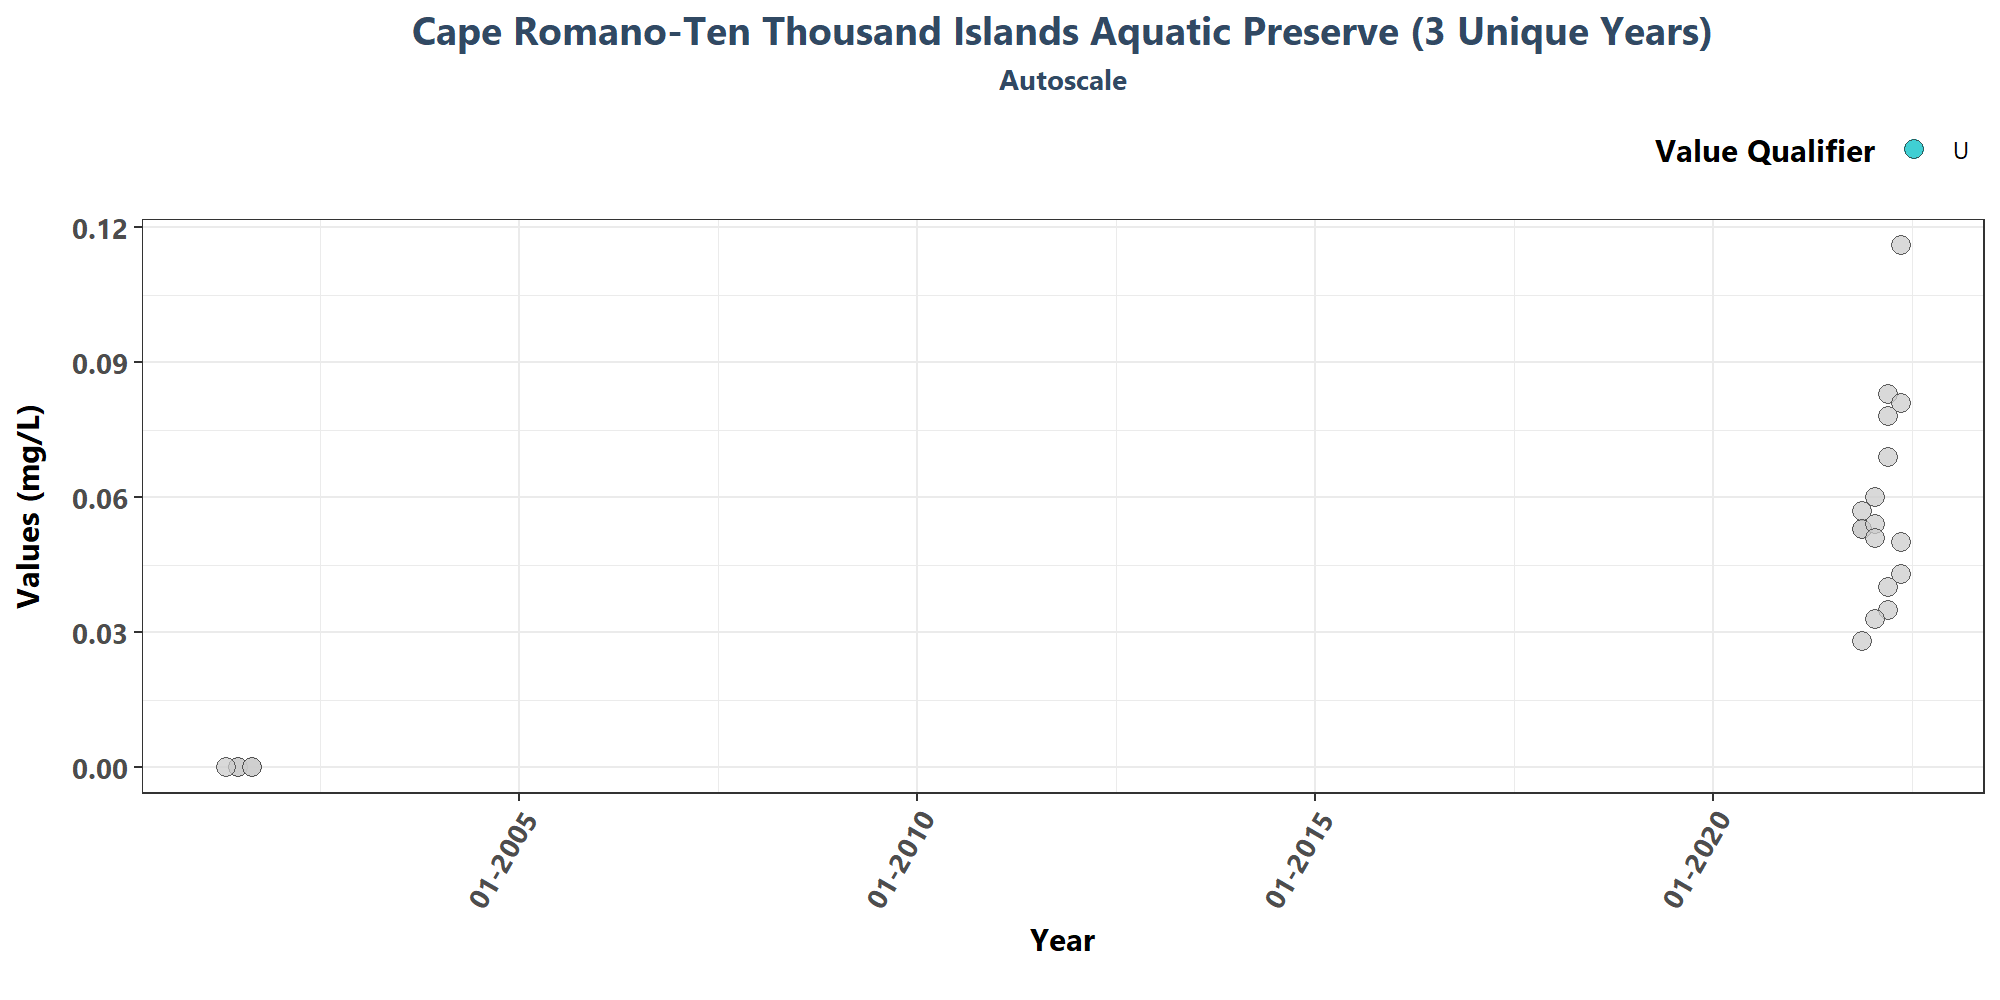 Cape Romano-Ten Thousand Islands Aquatic Preserve (3 Unique Years)
Autoscale
Value Qualifier U
Values (mg/L)
0.12
0.09
0.06
0.03
0.00
01-2005
01-2010
01-2015
01-2020
Year